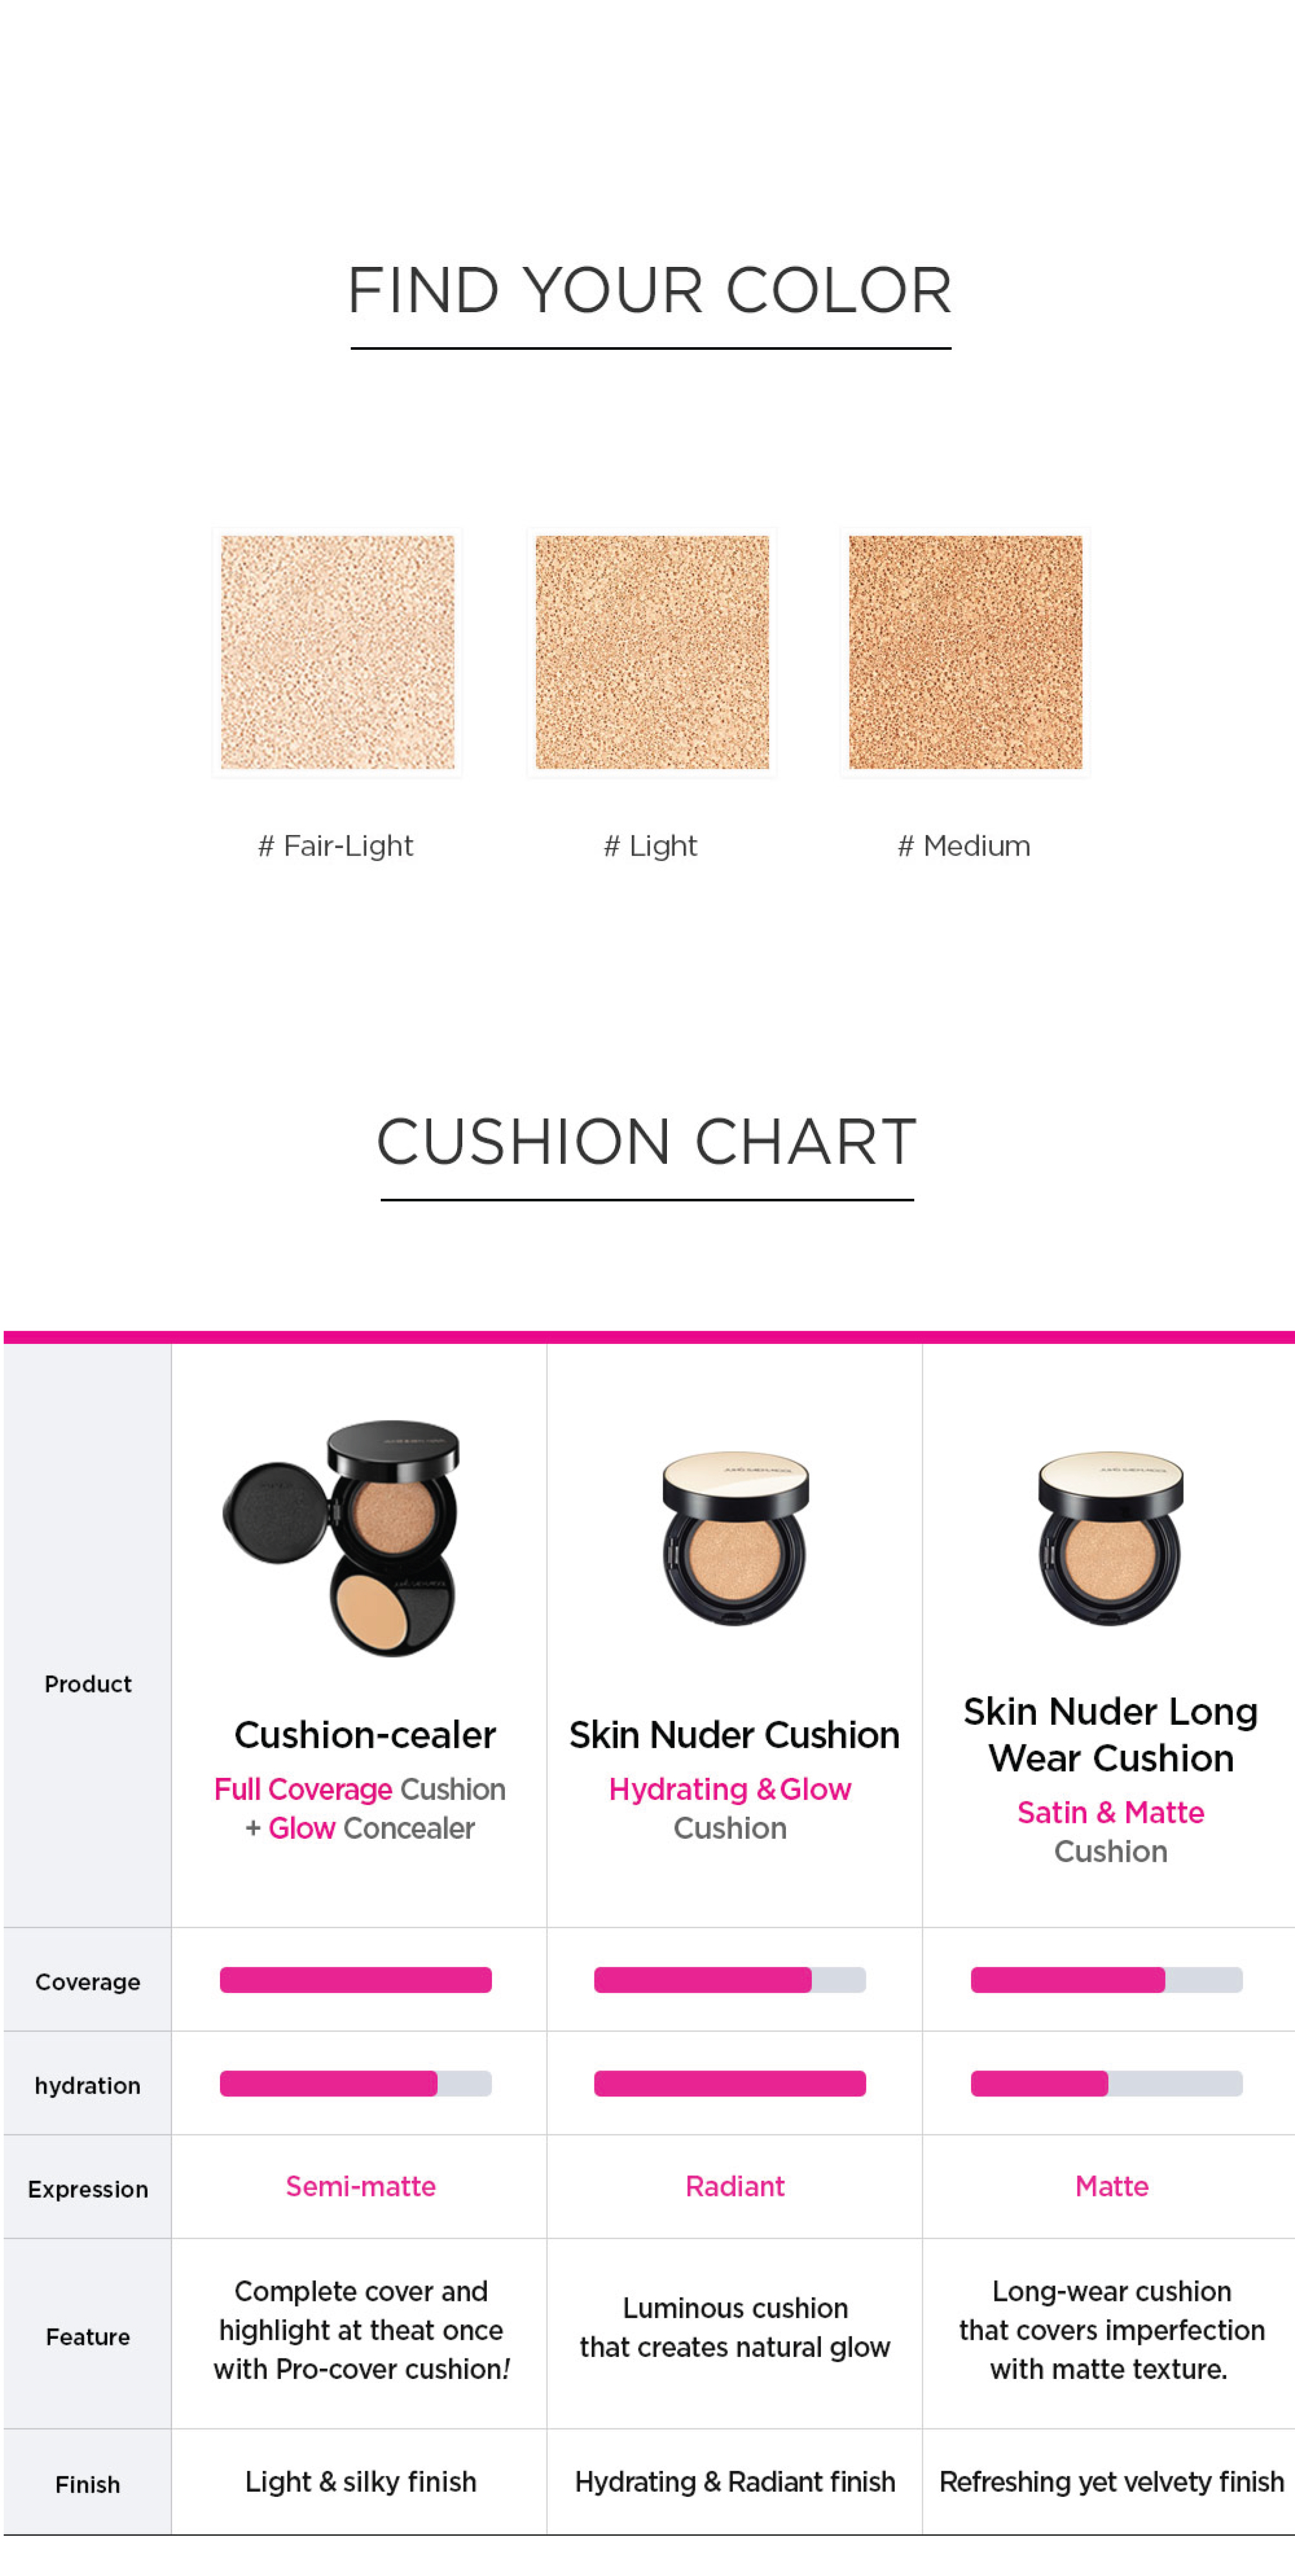 FIND YOUR COLOR
# Fair-Light
# Light
# Medium
CUSHION CHART
Product
Cushion-cealer
Full Coverage Cushion
+ Glow Concealer
Skin Nuder Cushion
Hydrating & Glow
Cushion
Skin Nuder Long
Wear Cushion
Satin & Matte
Cushion
Coverage
hydration
Expression
Semi-matte
Radiant
Matte
Feature
Complete cover and
highlight at theat once
with Pro-cover cushion!
Luminous cushion
that creates natural glow
Long-wear cushion
that covers imperfection
with matte texture.
Finish
Light & silky finish
Hydrating & Radiant finish
Refreshing yet velvety finish